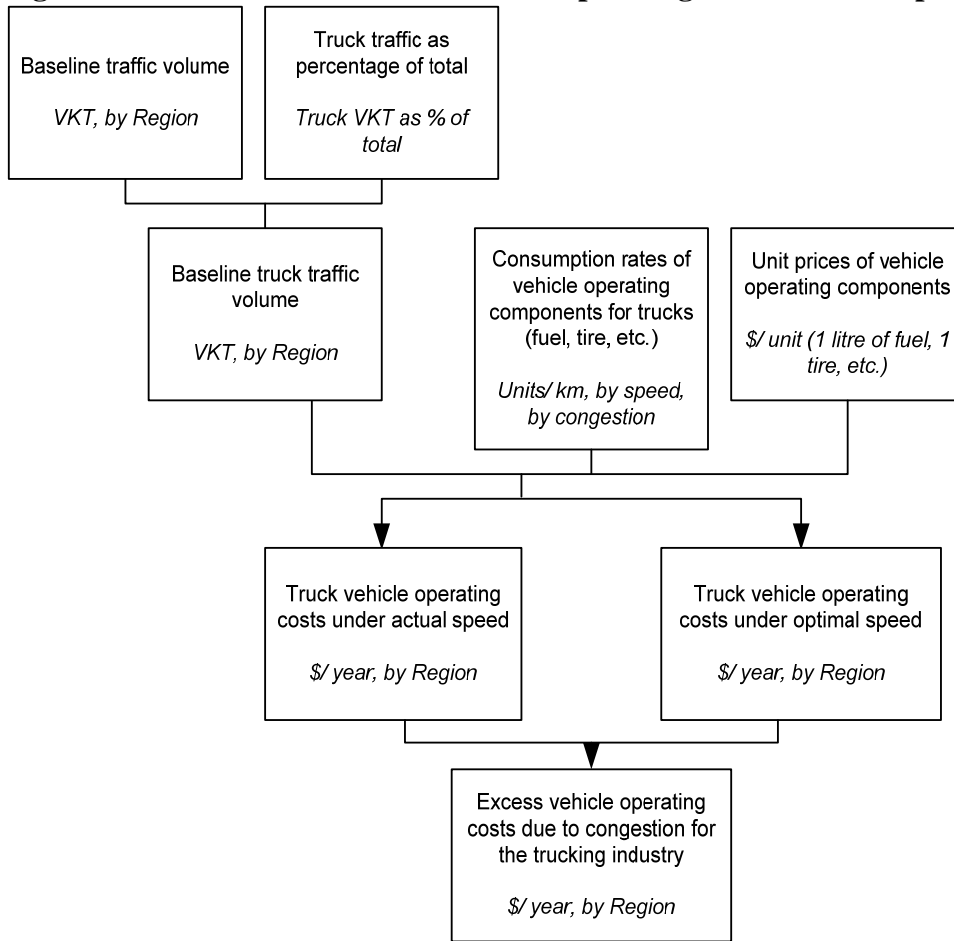 Baseline traffic volume
VKT, by Region
Truck traffic as
percentage of total
Truck VKT as % of
total
Baseline truck traffic
volume
VKT, by Region
Consumption rates of
vehicle operating
components for trucks
(fuel, tire, etc.)
Units/ km, by speed,
by congestion
Unit prices of vehicle
operating components
$/ unit (1 litre of fuel, 1
tire, etc.)
Truck vehicle operating
costs under actual speed
$/ year, by Region
Truck vehicle operating
costs under optimal speed
$/ year, by Region
Excess vehicle operating
costs due to congestion for
the trucking industry
$/ year, by Region